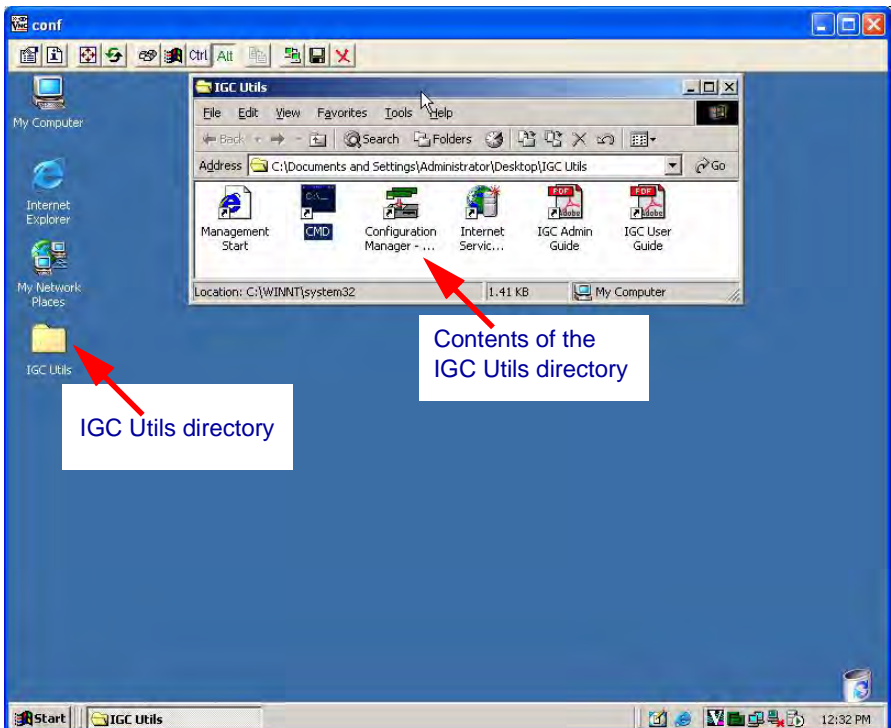 conf
Ctrl Alt
My Computer
Internet
Explorer
My Network
Places
IGC Utils
IGC Utils
File Edit View Favorites Tools Help
Back Search Folders
Address C:\Documents and Settings\Administrator\Desktop\IGC Utils Go
Management
Start
C:\_
CMD
Configuration
Manager - ...
Internet
Servic...
PDF
Adobe
IGC Admin
Guide
PDF
Adobe
IGC User
Guide
Location: C:\WINNT\system32 1.41 KB My Computer
Contents of the
IGC Utils directory
IGC Utils directory
Start IGC Utils 12:32 PM